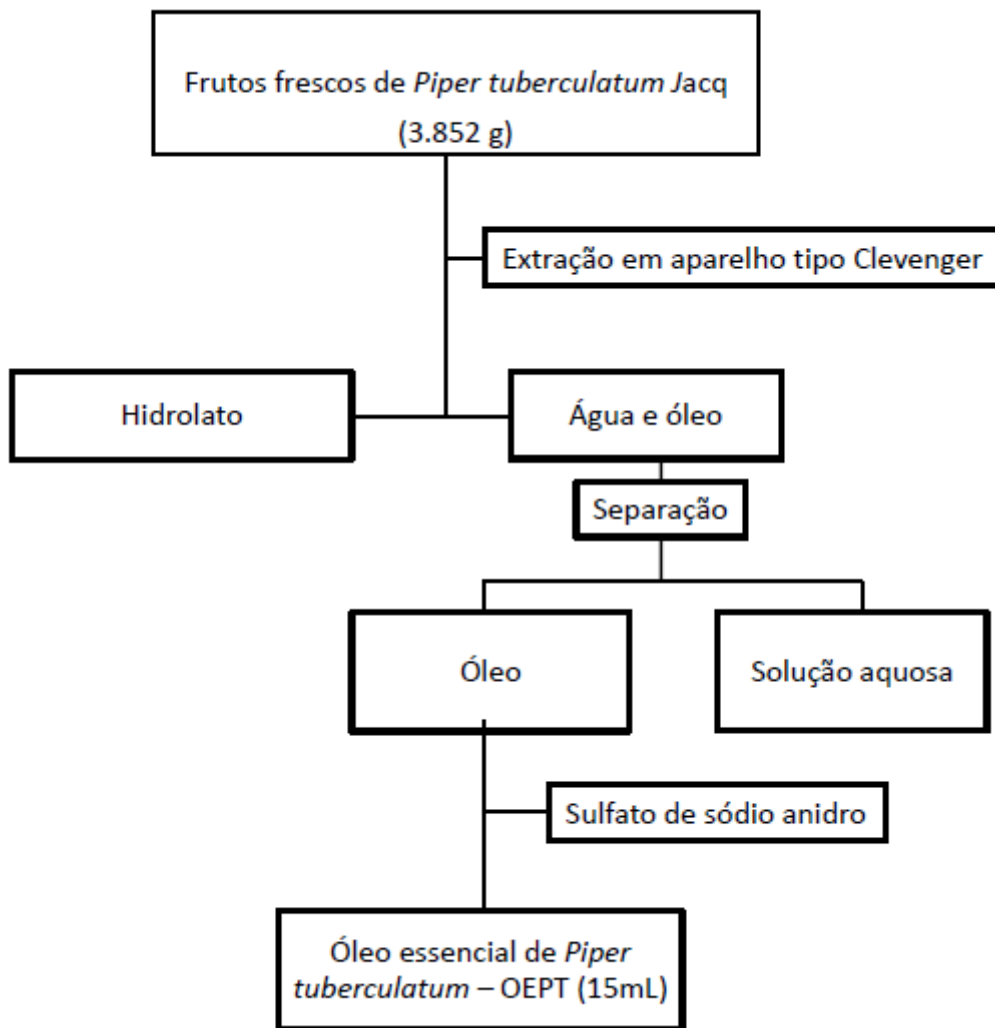 Frutos frescos de Piper tuberculatum Jacq
(3.852 g)
Extração em aparelho tipo Clevenger
Hidrolato
Água e óleo
Separação
Óleo
Solução aquosa
Sulfato de sódio anidro
Óleo essencial de Piper
tuberculatum – OEPT (15mL)